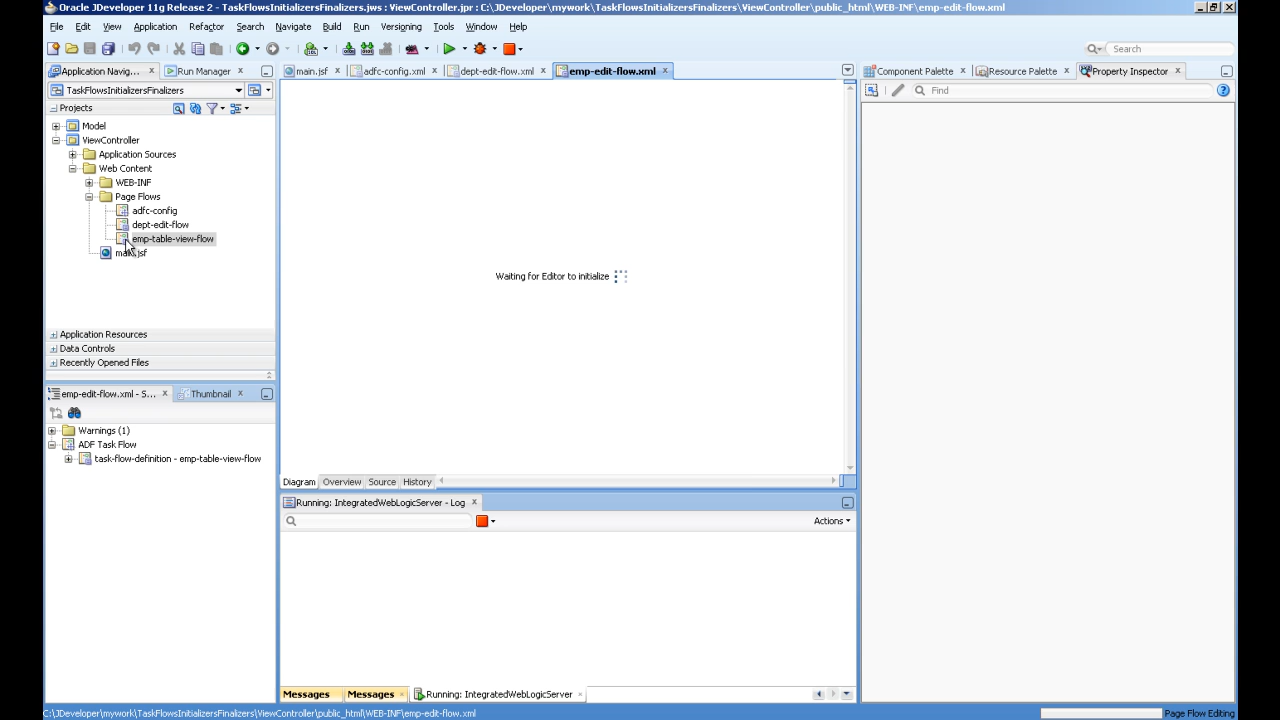 Oracle JDeveloper 11g Release 2 - TaskFlowsInitializersFinalizers.jws : ViewController.jpr : C:\JDeveloper\mywork\TaskFlowsInitializersFinalizers\ViewController\public_html\WEB-INF\emp-edit-flow.xml
File Edit View Application Refactor Search Navigate Build Run Versioning Tools Window Help
Search
Application Navig...
Run Manager
main.jsf
adfc-config.xml
dept-edit-flow.xml
emp-edit-flow.xml
Component Palette
Resource Palette
Property Inspector
TaskFlowsInitializersFinalizers
Find
Projects
Model
ViewController
Application Sources
Web Content
WEB-INF
Page Flows
adfc-config
dept-edit-flow
emp-table-view-flow
main.jsf
Waiting for Editor to initialize
Application Resources
Data Controls
Recently Opened Files
emp-edit-flow.xml - S...
Thumbnail
Warnings (1)
ADF Task Flow
task-flow-definition - emp-table-view-flow
Diagram Overview Source History
Running: IntegratedWebLogicServer - Log
Actions
Messages
Messages
Running: IntegratedWebLogicServer
C:\JDeveloper\mywork\TaskFlowsInitializersFinalizers\ViewController\public_html\WEB-INF\emp-edit-flow.xml
Page Flow Editing